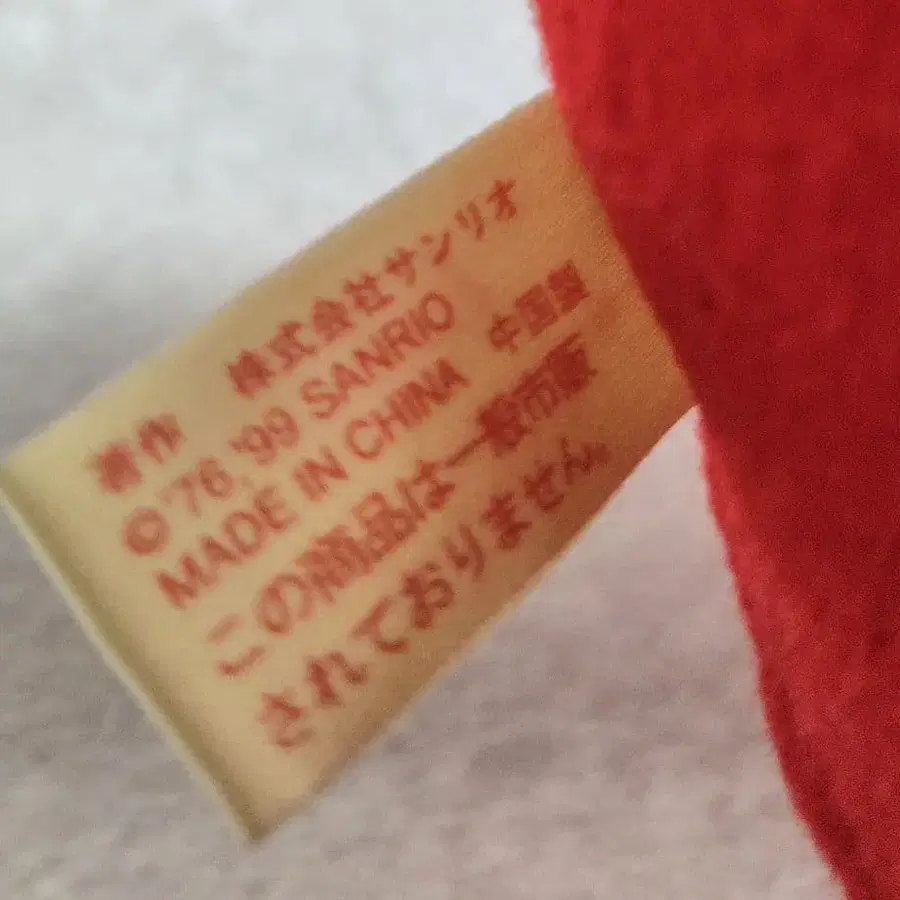 著作　株式会社サンリオ
© '76, '99 SANRIO
MADE IN CHINA 中国製
この商品は一般市販
されておりません。